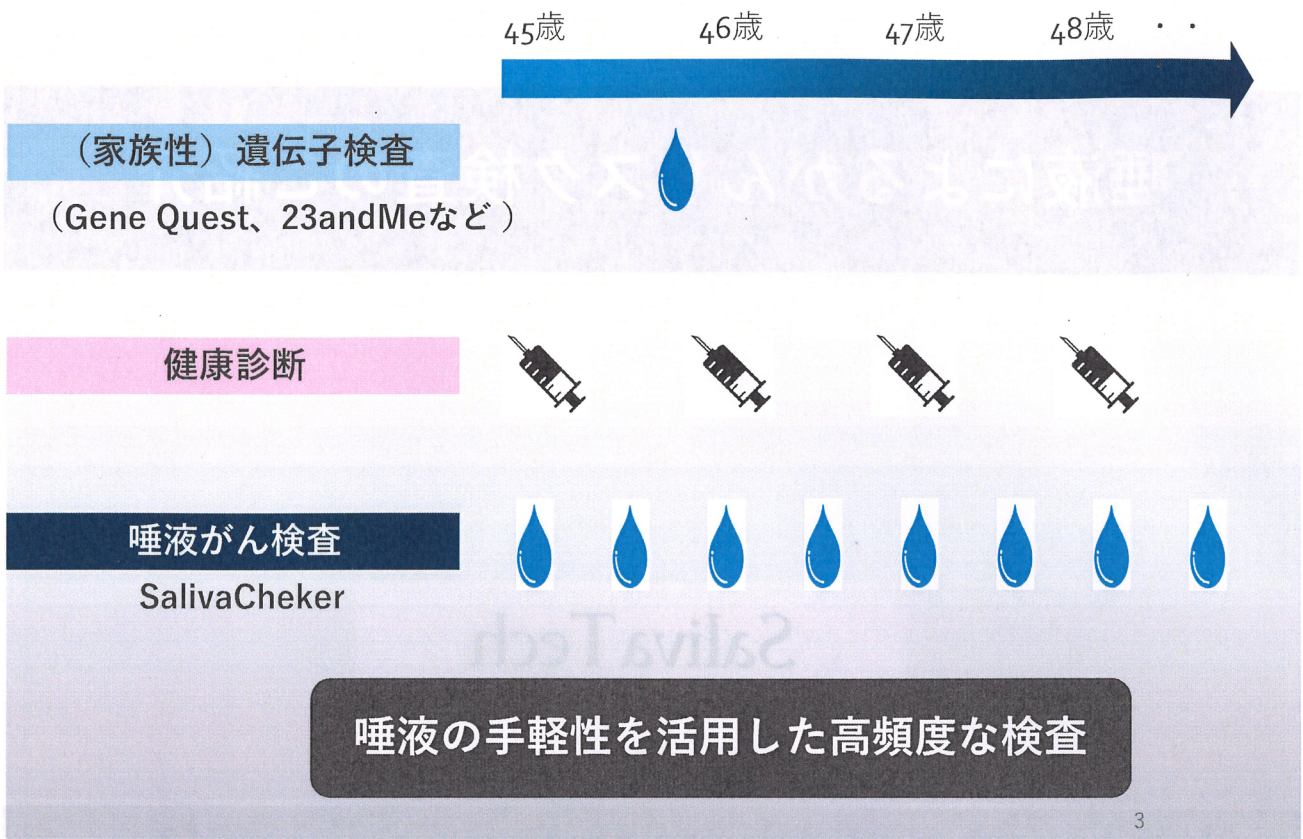 45歳 46歳 47歳 48歳 ・・
（家族性）遺伝子検査
（Gene Quest、23andMeなど ）
健康診断
唾液がん検査
SalivaCheker
Saliva Tech
唾液の手軽性を活用した高頻度な検査
3